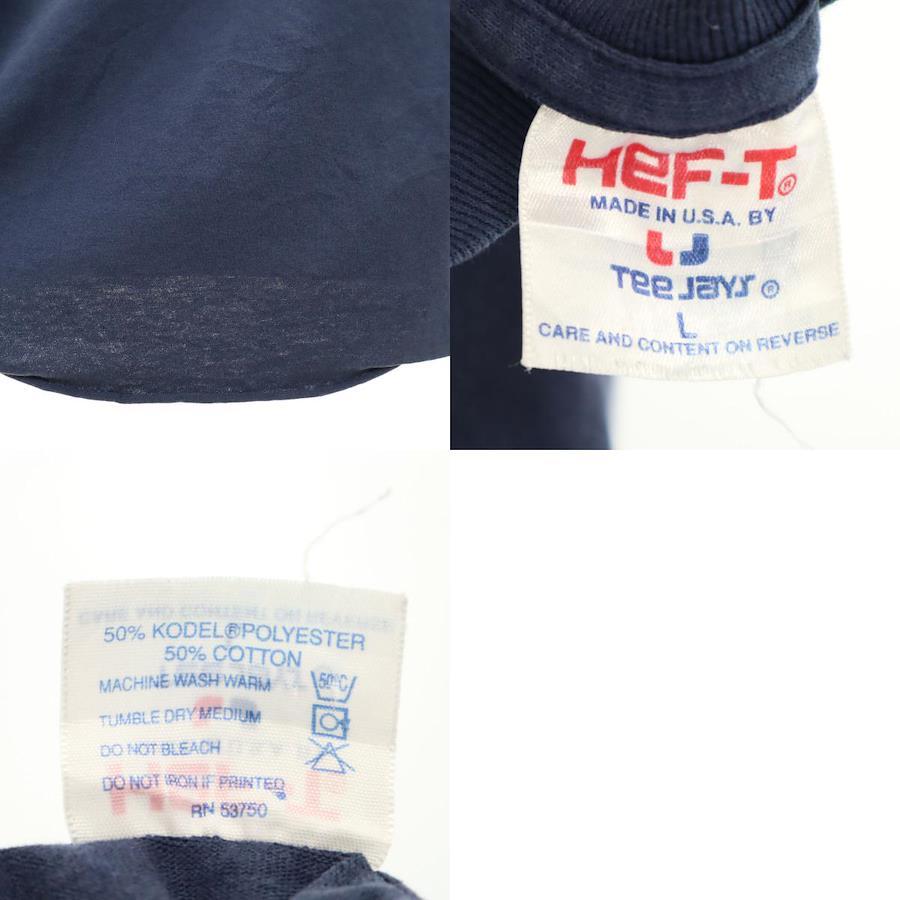 HEF-T®
MADE IN U.S.A. BY
TEE JAYS ®
L
CARE AND CONTENT ON REVERSE
50% KODEL® POLYESTER
50% COTTON
MACHINE WASH WARM 50°C
TUMBLE DRY MEDIUM
DO NOT BLEACH
DO NOT IRON IF PRINTED
RN 53750